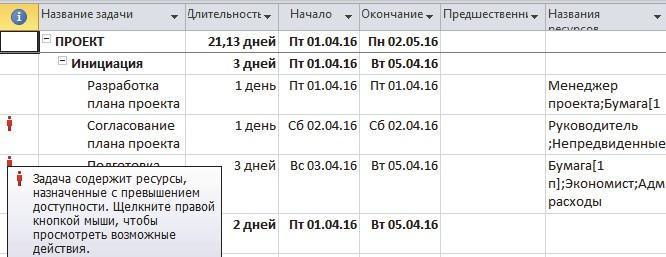 Название задачи Длительность Начало Окончание Предшественни Названия
ресурсов
ПРОЕКТ 21,13 дней Пт 01.04.16 Пн 02.05.16
Инициация 3 дней Пт 01.04.16 Вт 05.04.16
Разработка 1 день Пт 01.04.16 Пт 01.04.16 Менеджер
плана проекта проекта;Бумага[1
Согласование 1 день Сб 02.04.16 Сб 02.04.16 Руководитель
плана проекта ;Непредвиденные
Подготовка 3 дней Вс 03.04.16 Вт 05.04.16 Бумага[1
п];Экономист;Адм
расходы
Задача содержит ресурсы,
назначенные с превышением
доступности. Щелкните правой
кнопкой мыши, чтобы
просмотреть возможные
действия.
2 дней Пт 01.04.16 Вт 05.04.16